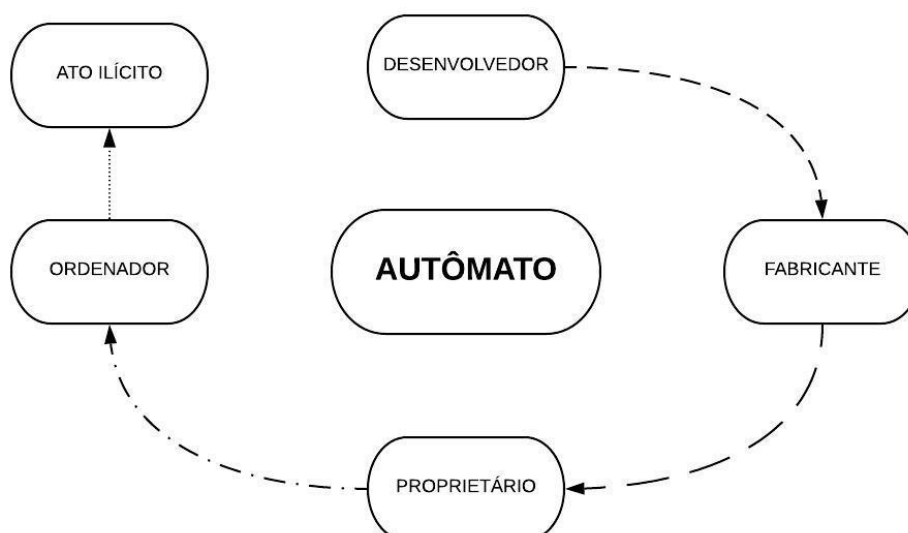 ATO ILÍCITO
DESENVOLVEDOR
ORDENADOR
AUTÔMATO
FABRICANTE
PROPRIETÁRIO